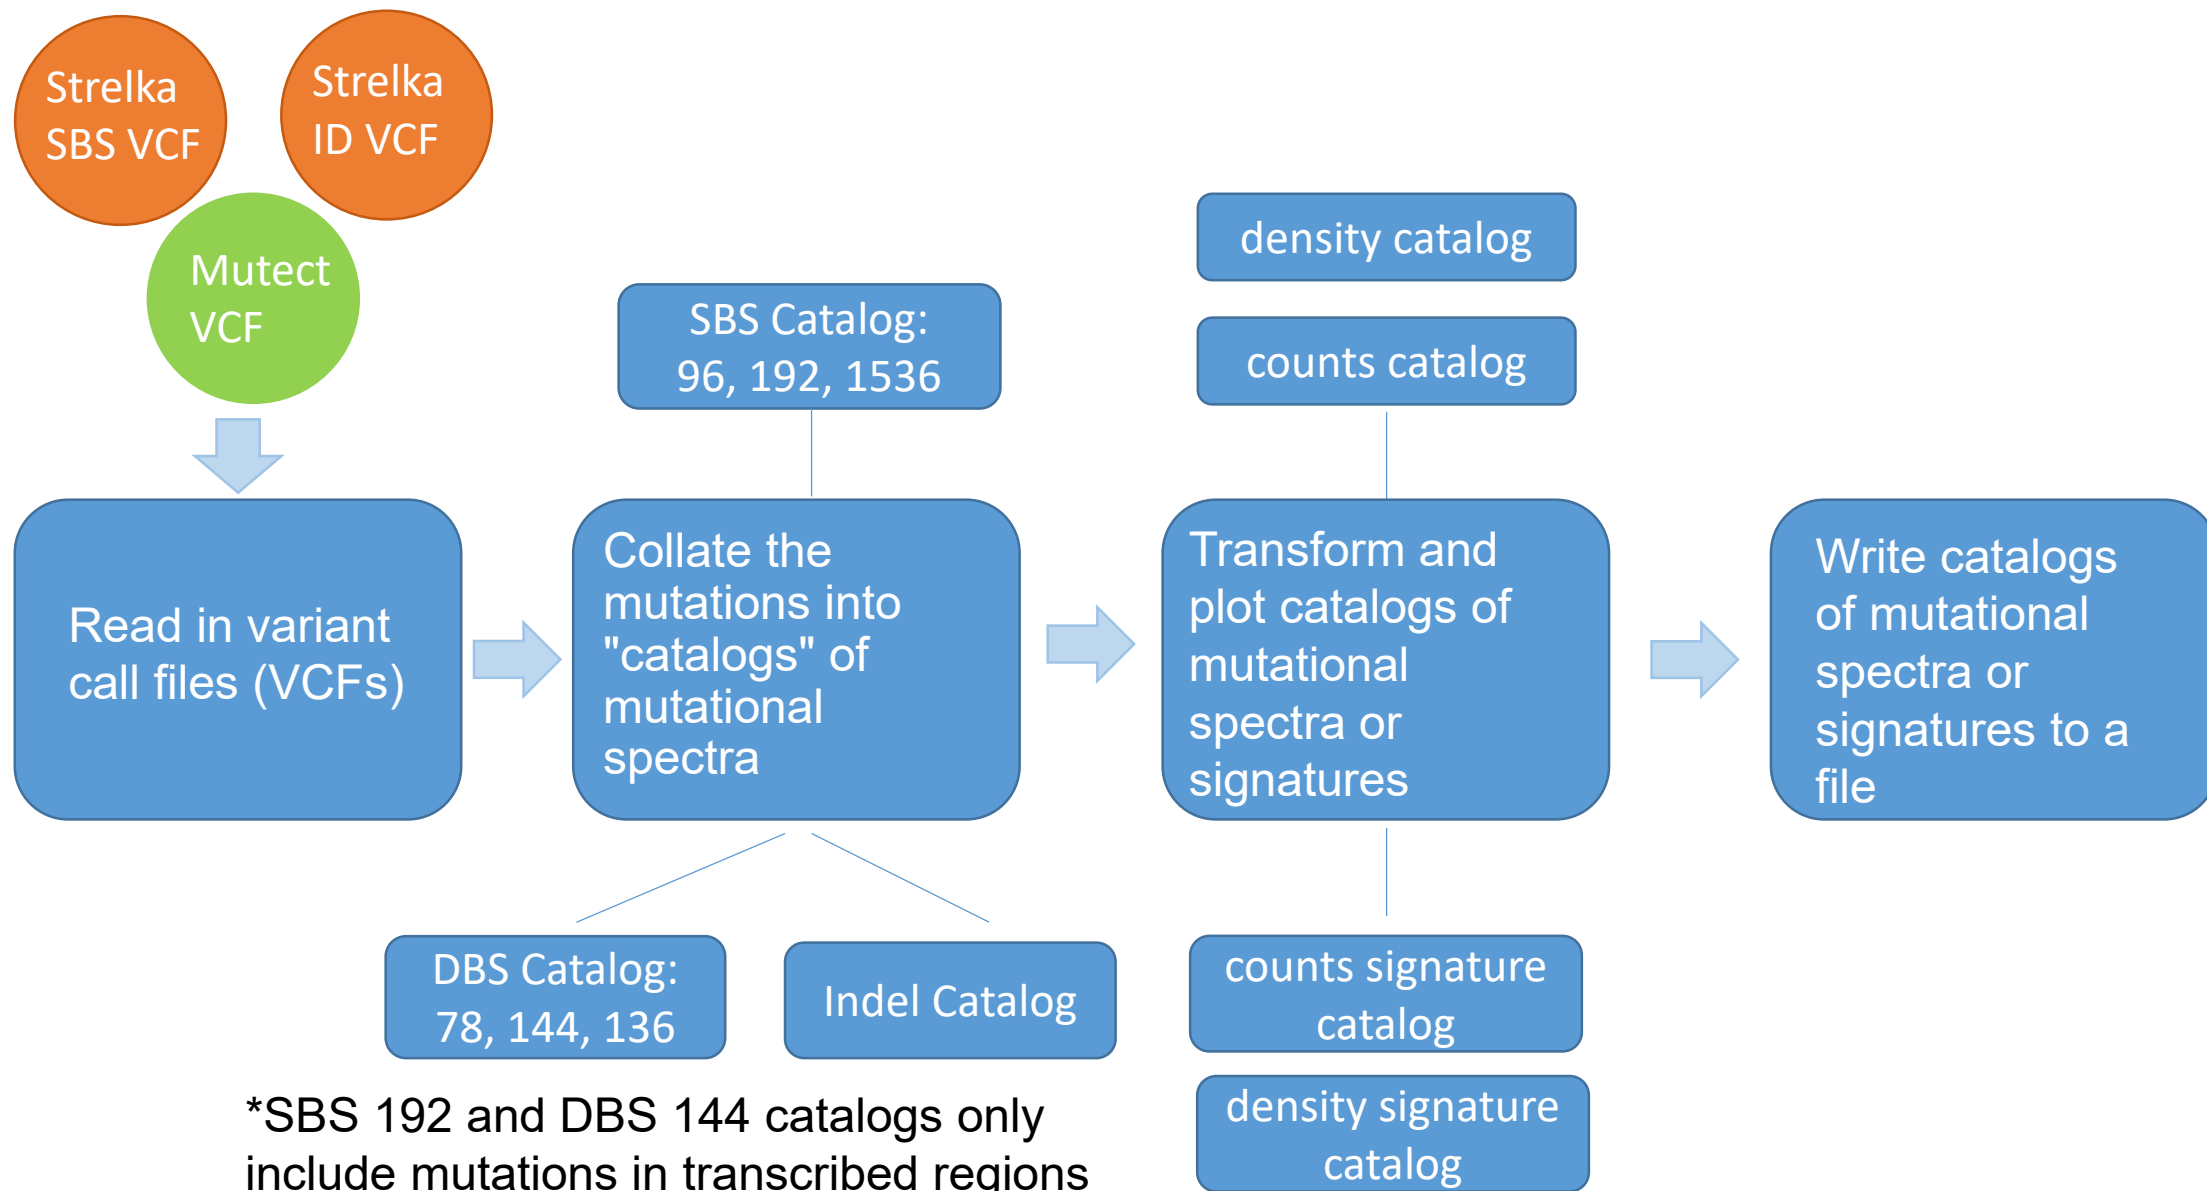 Strelka
SBS VCF
Strelka
ID VCF
Mutect
VCF
density catalog
SBS Catalog:
96, 192, 1536
counts catalog
Read in variant
call files (VCFs)
Collate the
mutations into
"catalogs" of
mutational
spectra
Transform and
plot catalogs of
mutational
spectra or
signatures
Write catalogs
of mutational
spectra or
signatures to a
file
DBS Catalog:
78, 144, 136
Indel Catalog
counts signature
catalog
density signature
catalog
*SBS 192 and DBS 144 catalogs only
include mutations in transcribed regions